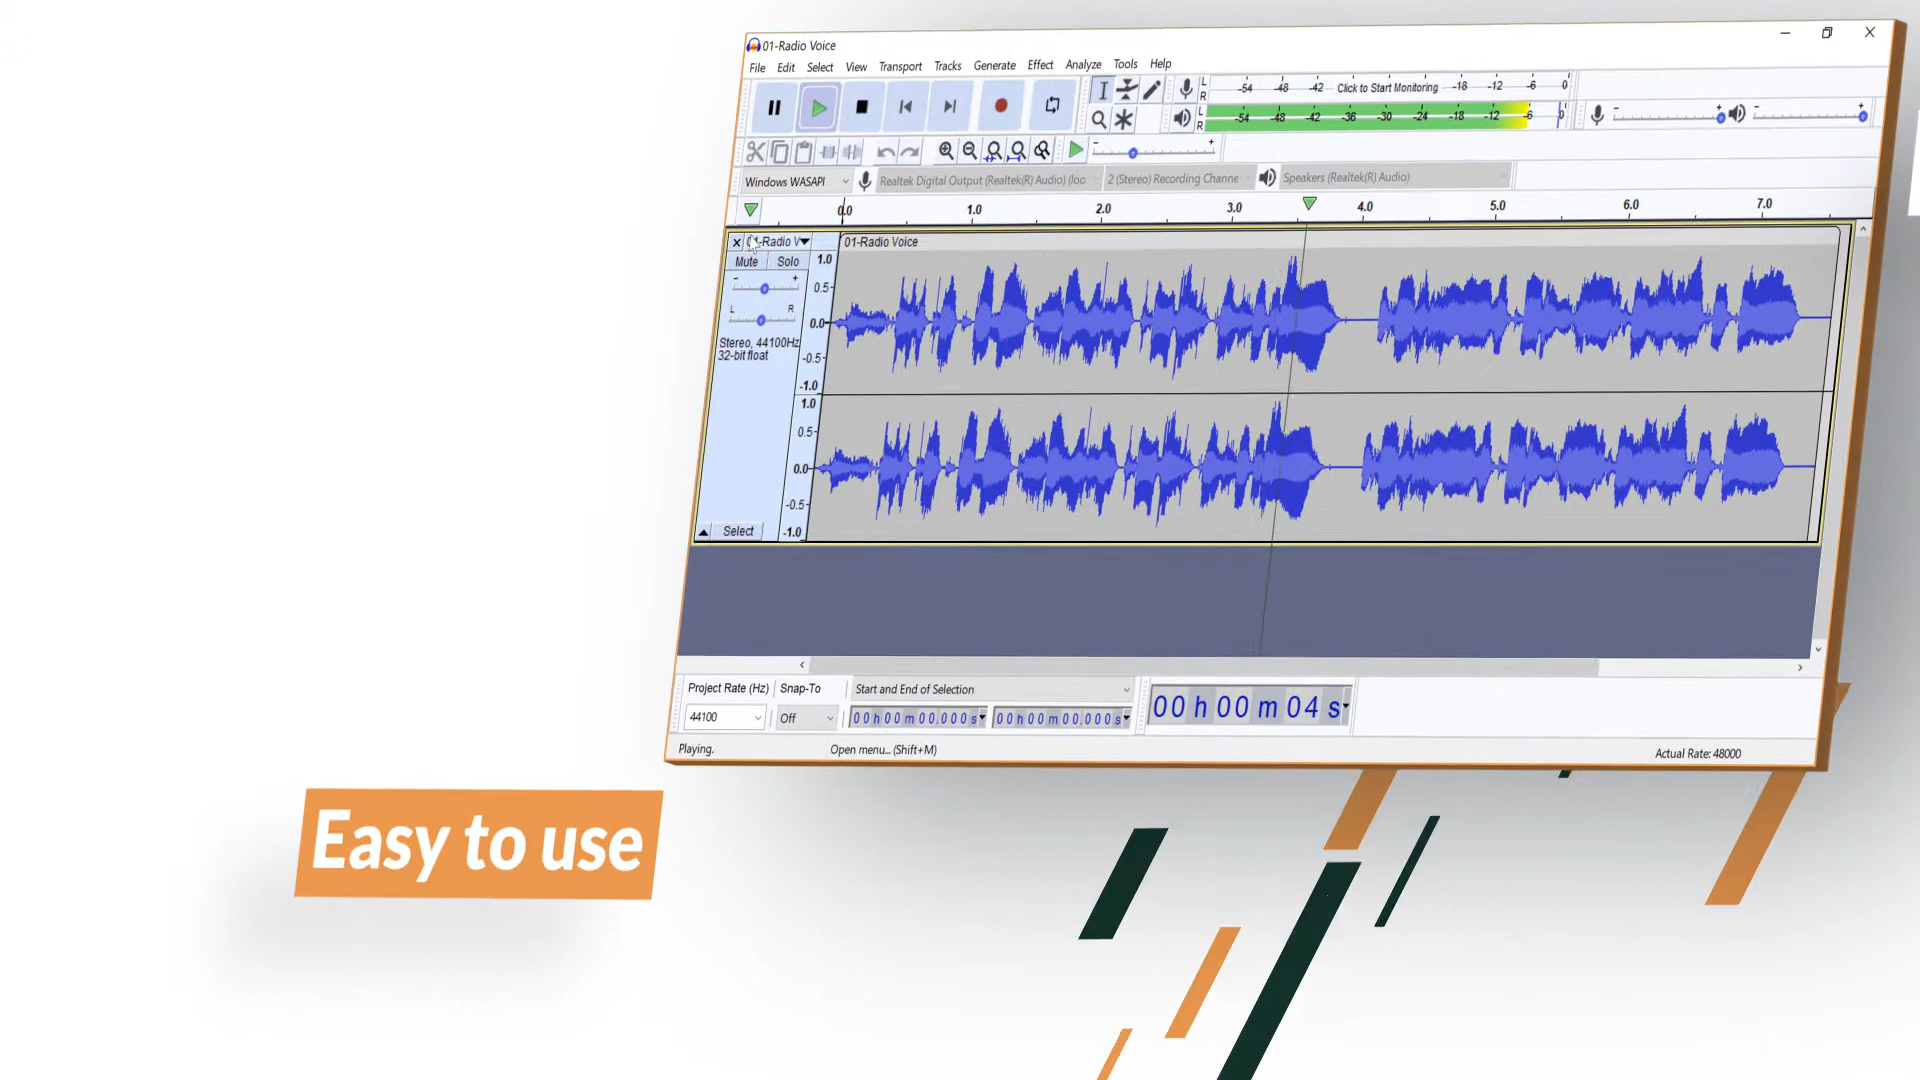 01-Radio Voice
File Edit Select View Transport Tracks Generate Effect Analyze Tools Help
L
R
-54 -48 -42 Click to Start Monitoring -18 -12 -6 0
L
R
-54 -48 -42 -36 -30 -24 -18 -12 -6 0
- + - +
- +
Windows WASAPI Realtek Digital Output (Realtek(R) Audio) (loo 2 (Stereo) Recording Channe Speakers (Realtek(R) Audio)
0.0 1.0 2.0 3.0 4.0 5.0 6.0 7.0
01-Radio Voice
Mute Solo
- +
L R
Stereo, 44100Hz
32-bit float
1.0
0.5
0.0
-0.5
-1.0
1.0
0.5
0.0
-0.5
-1.0
Select
Project Rate (Hz) Snap-To Start and End of Selection
44100 Off 00 h 00 m 00.000 s 00 h 00 m 00.000 s
00 h 00 m 04 s
Playing. Open menu... (Shift+M) Actual Rate: 48000
Easy to use